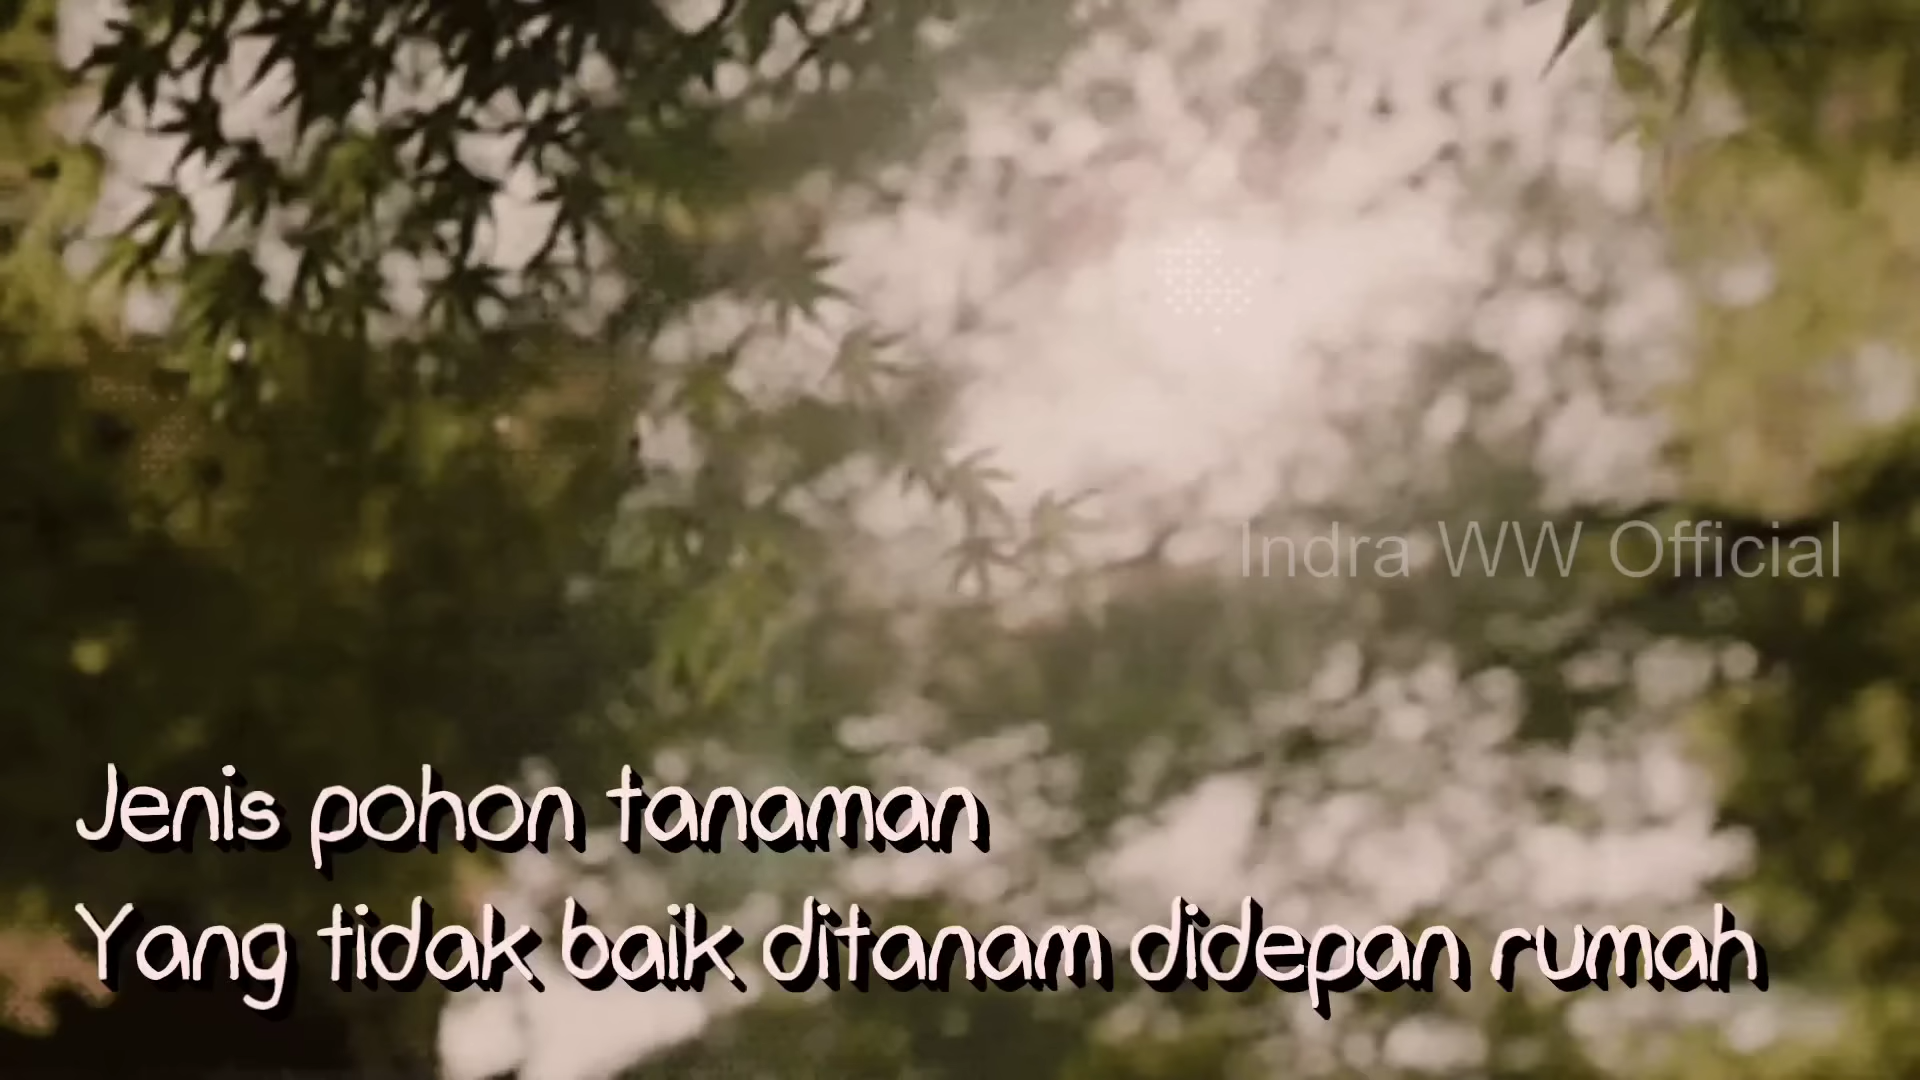 Indra WW Official
Jenis pohon tanaman
Yang tidak baik ditanam didepan rumah